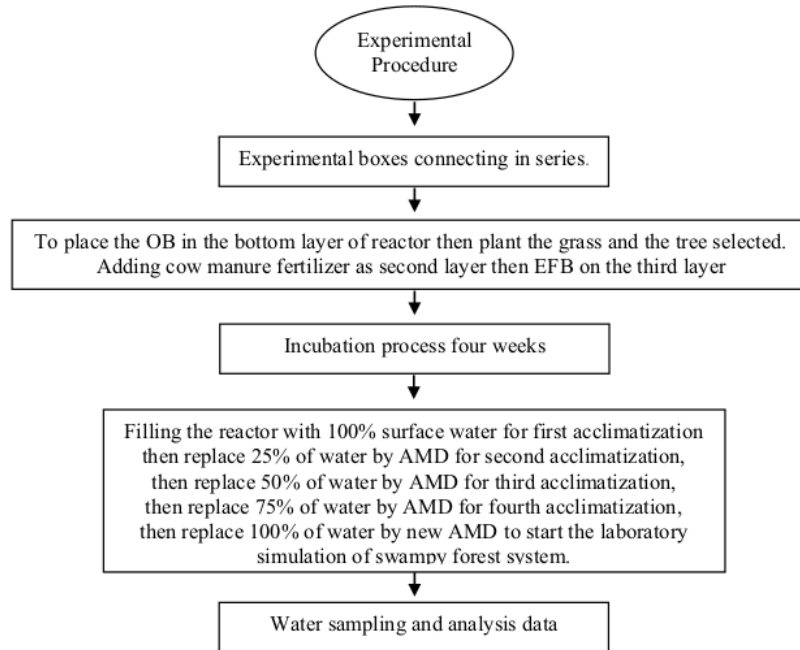 Experimental
Procedure
Experimental boxes connecting in series.
To place the OB in the bottom layer of reactor then plant the grass and the tree selected.
Adding cow manure fertilizer as second layer then EFB on the third layer
Incubation process four weeks
Filling the reactor with 100% surface water for first acclimatization
then replace 25% of water by AMD for second acclimatization,
then replace 50% of water by AMD for third acclimatization,
then replace 75% of water by AMD for fourth acclimatization,
then replace 100% of water by new AMD to start the laboratory
simulation of swampy forest system.
Water sampling and analysis data